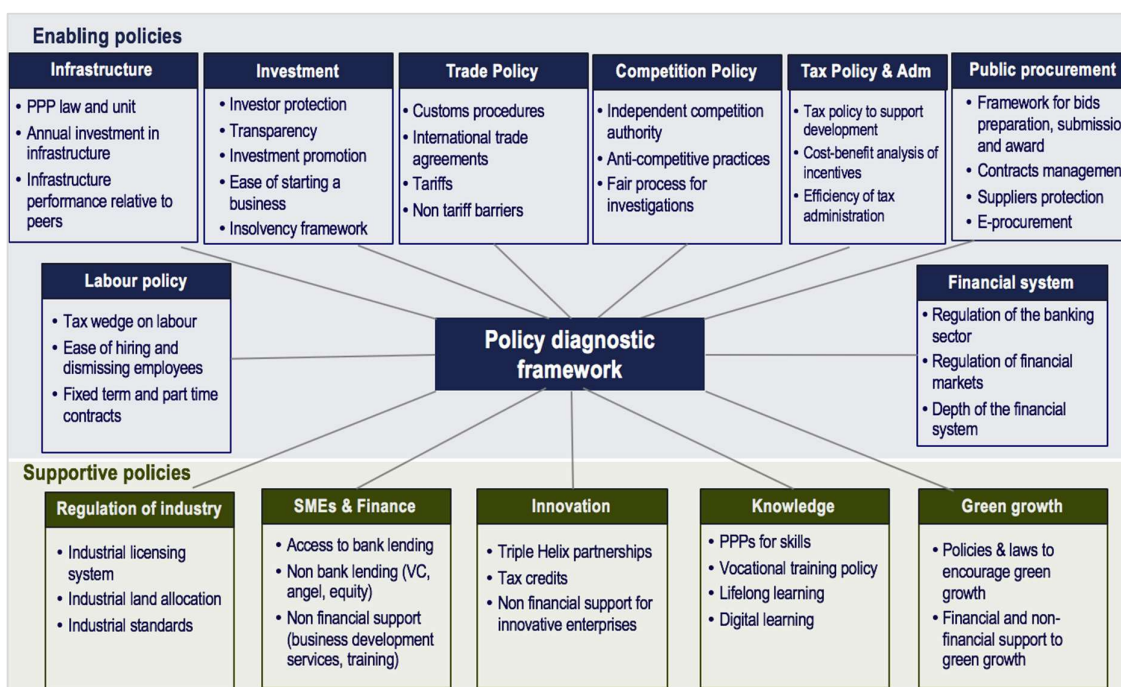 Enabling policies
Infrastructure
• PPP law and unit
• Annual investment in
infrastructure
• Infrastructure
performance relative to
peers
Investment
• Investor protection
• Transparency
• Investment promotion
• Ease of starting a
business
• Insolvency framework
Trade Policy
• Customs procedures
• International trade
agreements
• Tariffs
• Non tariff barriers
Competition Policy
• Independent competition
authority
• Anti-competitive practices
• Fair process for
investigations
Tax Policy & Adm
• Tax policy to support
development
• Cost-benefit analysis of
incentives
• Efficiency of tax
administration
Public procurement
• Framework for bids
preparation, submissio
and award
• Contracts managemen
• Suppliers protection
• E-procurement
Labour policy
• Tax wedge on labour
• Ease of hiring and
dismissing employees
• Fixed term and part time
contracts
Policy diagnostic
framework
Financial system
• Regulation of the banking
sector
• Regulation of financial
markets
• Depth of the financial
system
Supportive policies
Regulation of industry
• Industrial licensing
system
• Industrial land allocation
• Industrial standards
SMEs & Finance
• Access to bank lending
• Non bank lending (VC,
angel, equity)
• Non financial support
(business development
services, training)
Innovation
• Triple Helix partnerships
• Tax credits
• Non financial support for
innovative enterprises
Knowledge
• PPPs for skills
• Vocational training policy
• Lifelong learning
• Digital learning
Green growth
• Policies & laws to
encourage green
growth
• Financial and non-
financial support to
green growth